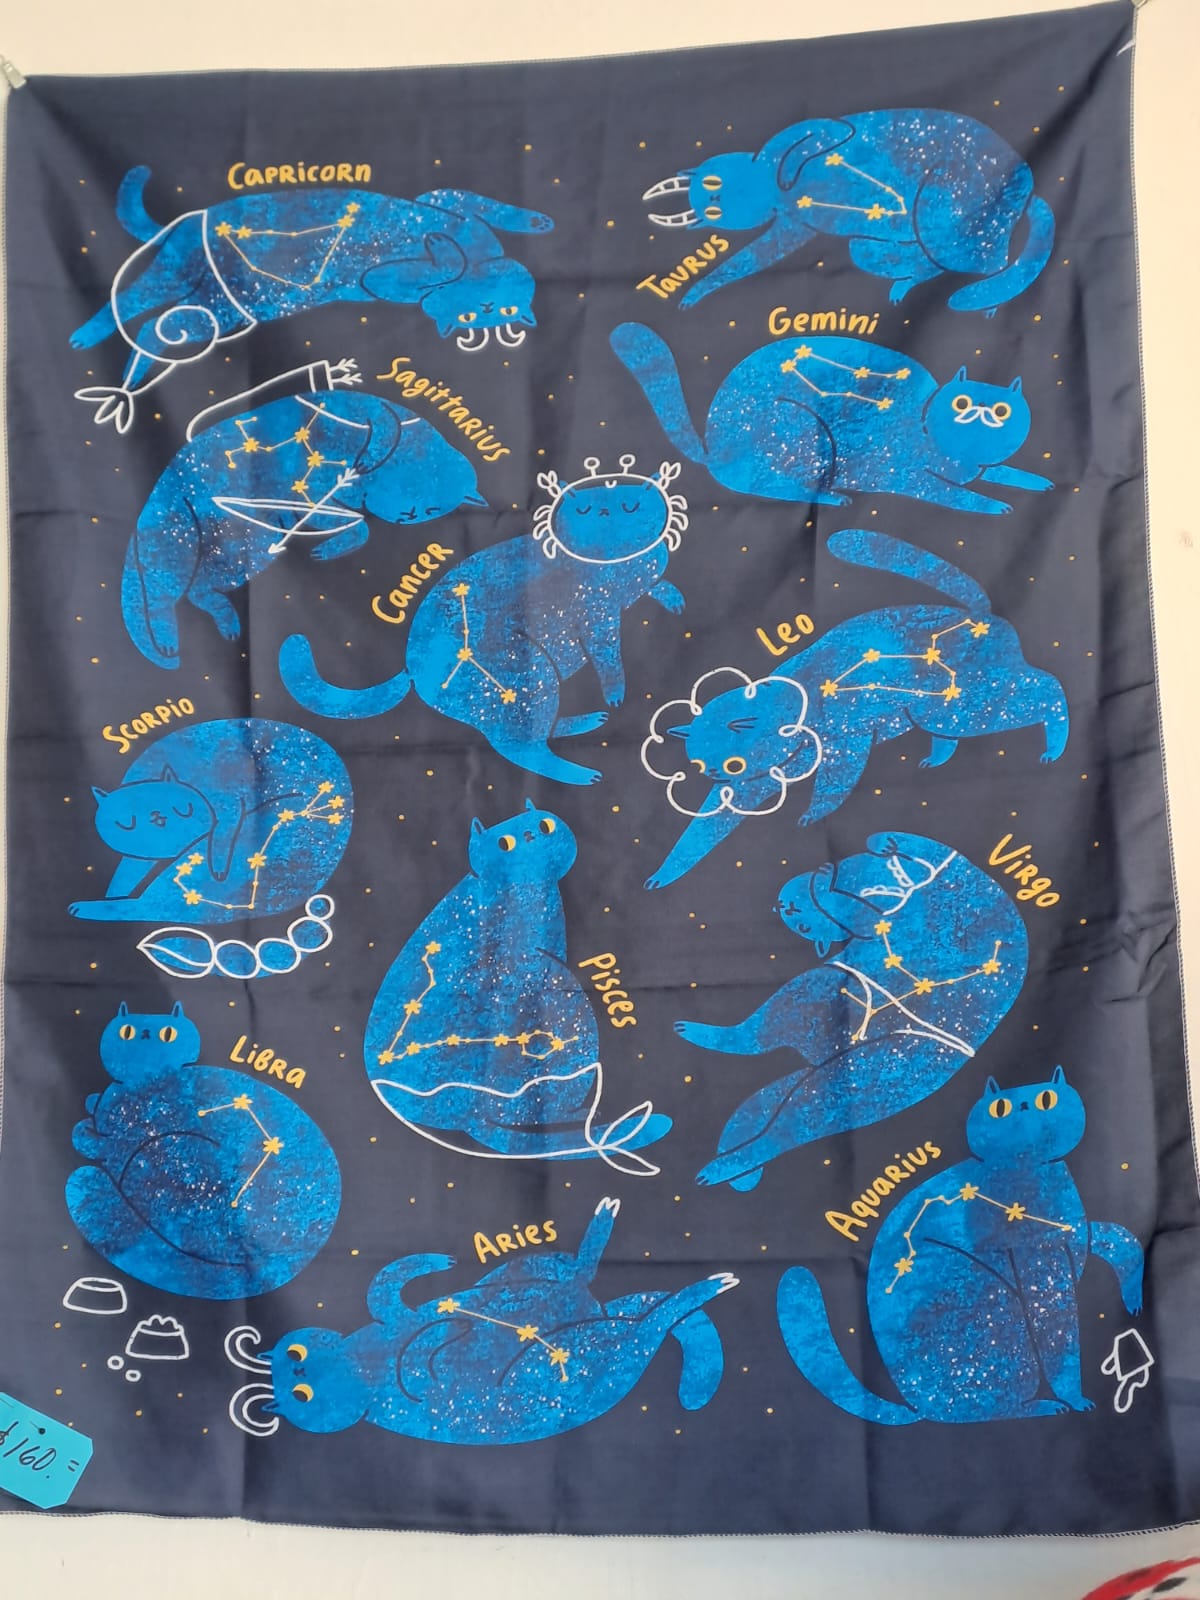 Capricorn
Taurus
Gemini
Sagittarius
Cancer
Leo
Scorpio
Virgo
Pisces
Libra
Aquarius
Aries
$160.=